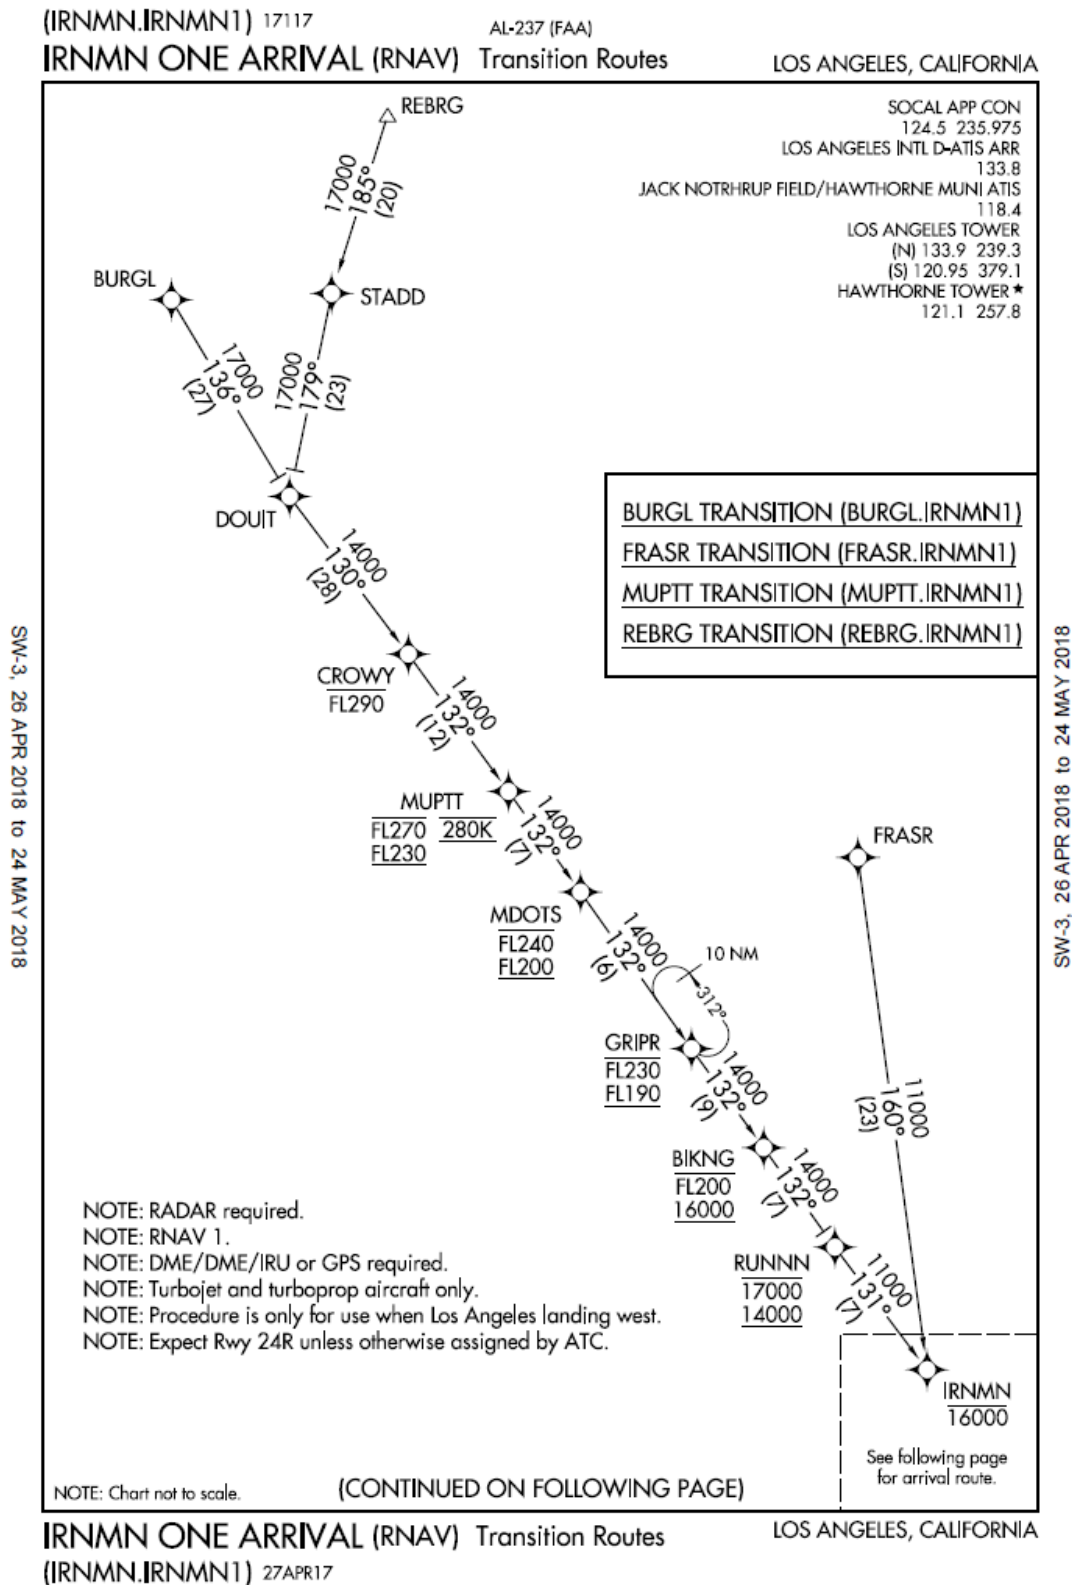 (IRNMN.IRNMN1) 17117
AL-237 (FAA)
IRNMN ONE ARRIVAL (RNAV) Transition Routes
LOS ANGELES, CALIFORNIA
REBRG
SOCAL APP CON
124.5 235.975
LOS ANGELES INTL D-ATIS ARR
133.8
JACK NOTRHRUP FIELD/HAWTHORNE MUNI ATIS
118.4
LOS ANGELES TOWER
(N) 133.9 239.3
(S) 120.95 379.1
HAWTHORNE TOWER★
121.1 257.8
17000
185°
(20)
BURGL
STADD
17000
136°
(27)
17000
179°
(23)
DOUIT
BURGL TRANSITION (BURGL.IRNMN1)
FRASR TRANSITION (FRASR.IRNMN1)
MUPTT TRANSITION (MUPTT.IRNMN1)
REBRG TRANSITION (REBRG.IRNMN1)
14000
130°
(28)
CROWY
FL290
14000
132°
(12)
MUPTT
FL270 280K
FL230
14000
132°
(7)
FRASR
MDOTS
FL240
FL200
14000
132°
(6)
10 NM
312°
GRIPR
FL230
FL190
14000
132°
(9)
11000
160°
(23)
BIKNG
FL200
16000
14000
132°
(7)
RUNNN
17000
14000
11000
131°
(7)
IRNMN
16000
NOTE: RADAR required.
NOTE: RNAV 1.
NOTE: DME/DME/IRU or GPS required.
NOTE: Turbojet and turboprop aircraft only.
NOTE: Procedure is only for use when Los Angeles landing west.
NOTE: Expect Rwy 24R unless otherwise assigned by ATC.
See following page
for arrival route.
NOTE: Chart not to scale.
(CONTINUED ON FOLLOWING PAGE)
SW-3, 26 APR 2018 to 24 MAY 2018
SW-3, 26 APR 2018 to 24 MAY 2018
IRNMN ONE ARRIVAL (RNAV) Transition Routes
LOS ANGELES, CALIFORNIA
(IRNMN.IRNMN1) 27APR17